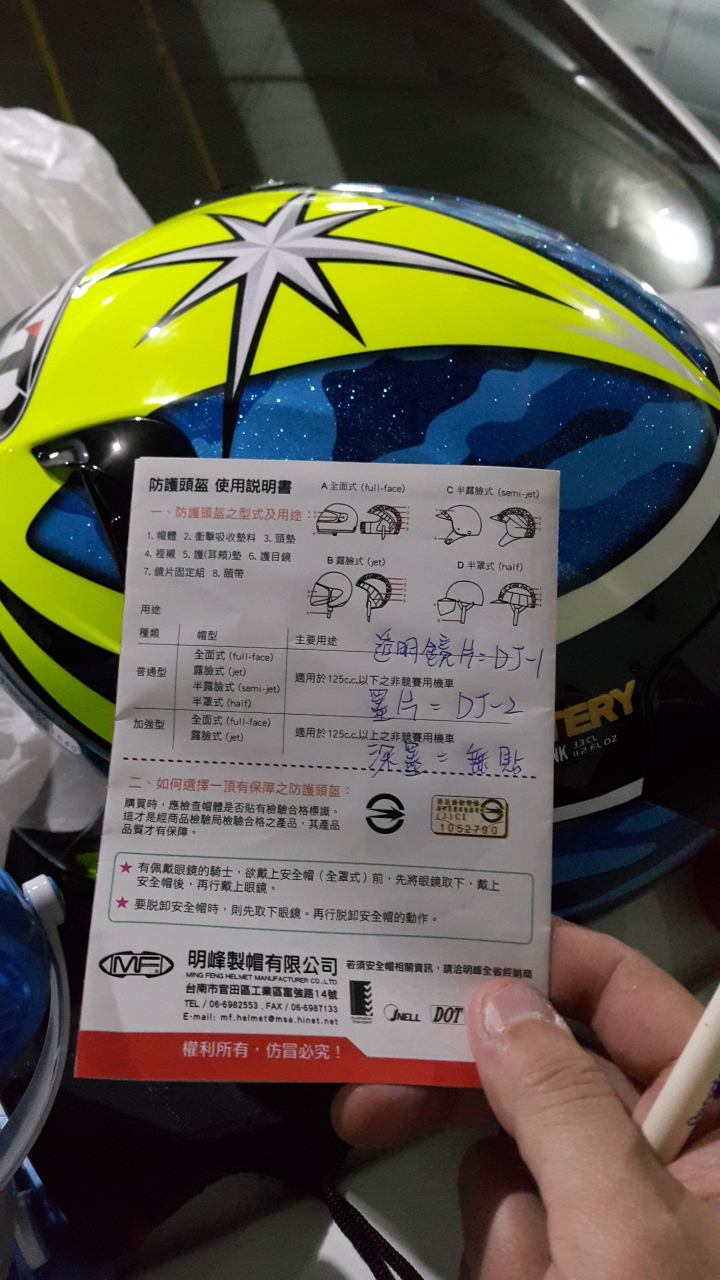 防護頭盔 使用說明書
一、防護頭盔之型式及用途：
1. 帽體 2. 衝擊吸收墊料 3. 頭墊
4. 裡襯 5. 護(耳頰)墊 6. 護目鏡
7. 鏡片固定組 8. 頤帶
A 全面式 (full-face)
C 半露臉式 (semi-jet)
B 露臉式 (jet)
D 半罩式 (half)
用途
種類 帽型 主要用途
透明鏡片=DJ-1
普通型
全面式 (full-face)
露臉式 (jet)
半露臉式 (semi-jet)
半罩式 (half)
適用於125c.c.以下之非競賽用機車
墨片 = DJ-2
加強型
全面式 (full-face)
露臉式 (jet)
適用於125c.c.以上之非競賽用機車
深墨 = 無貼
二、如何選擇一頂有保障之防護頭盔：
購買時，應檢查帽體是否貼有檢驗合格標識。
這才是經商品檢驗局檢驗合格之產品，其產品
品質才有保障。
1052790
★ 有佩戴眼鏡的騎士，欲戴上安全帽（全罩式）前，先將眼鏡取下，戴上
安全帽後，再行戴上眼鏡。
★ 要脫卸安全帽時，則先取下眼鏡。再行脫卸安全帽的動作。
MF
明峰製帽有限公司
MING FENG HELMET MANUFACTURER CO.,LTD
台南市官田區工業區富強路14號
TEL / 06-6982553 . FAX / 06-6987133
E-mail: mf.helmet@msa.hinet.net
若須安全帽相關資訊，請洽明峰全省經銷商
SNELL
DOT
權利所有，仿冒必究！
TERY
NK
33CL
11.2 FL OZ